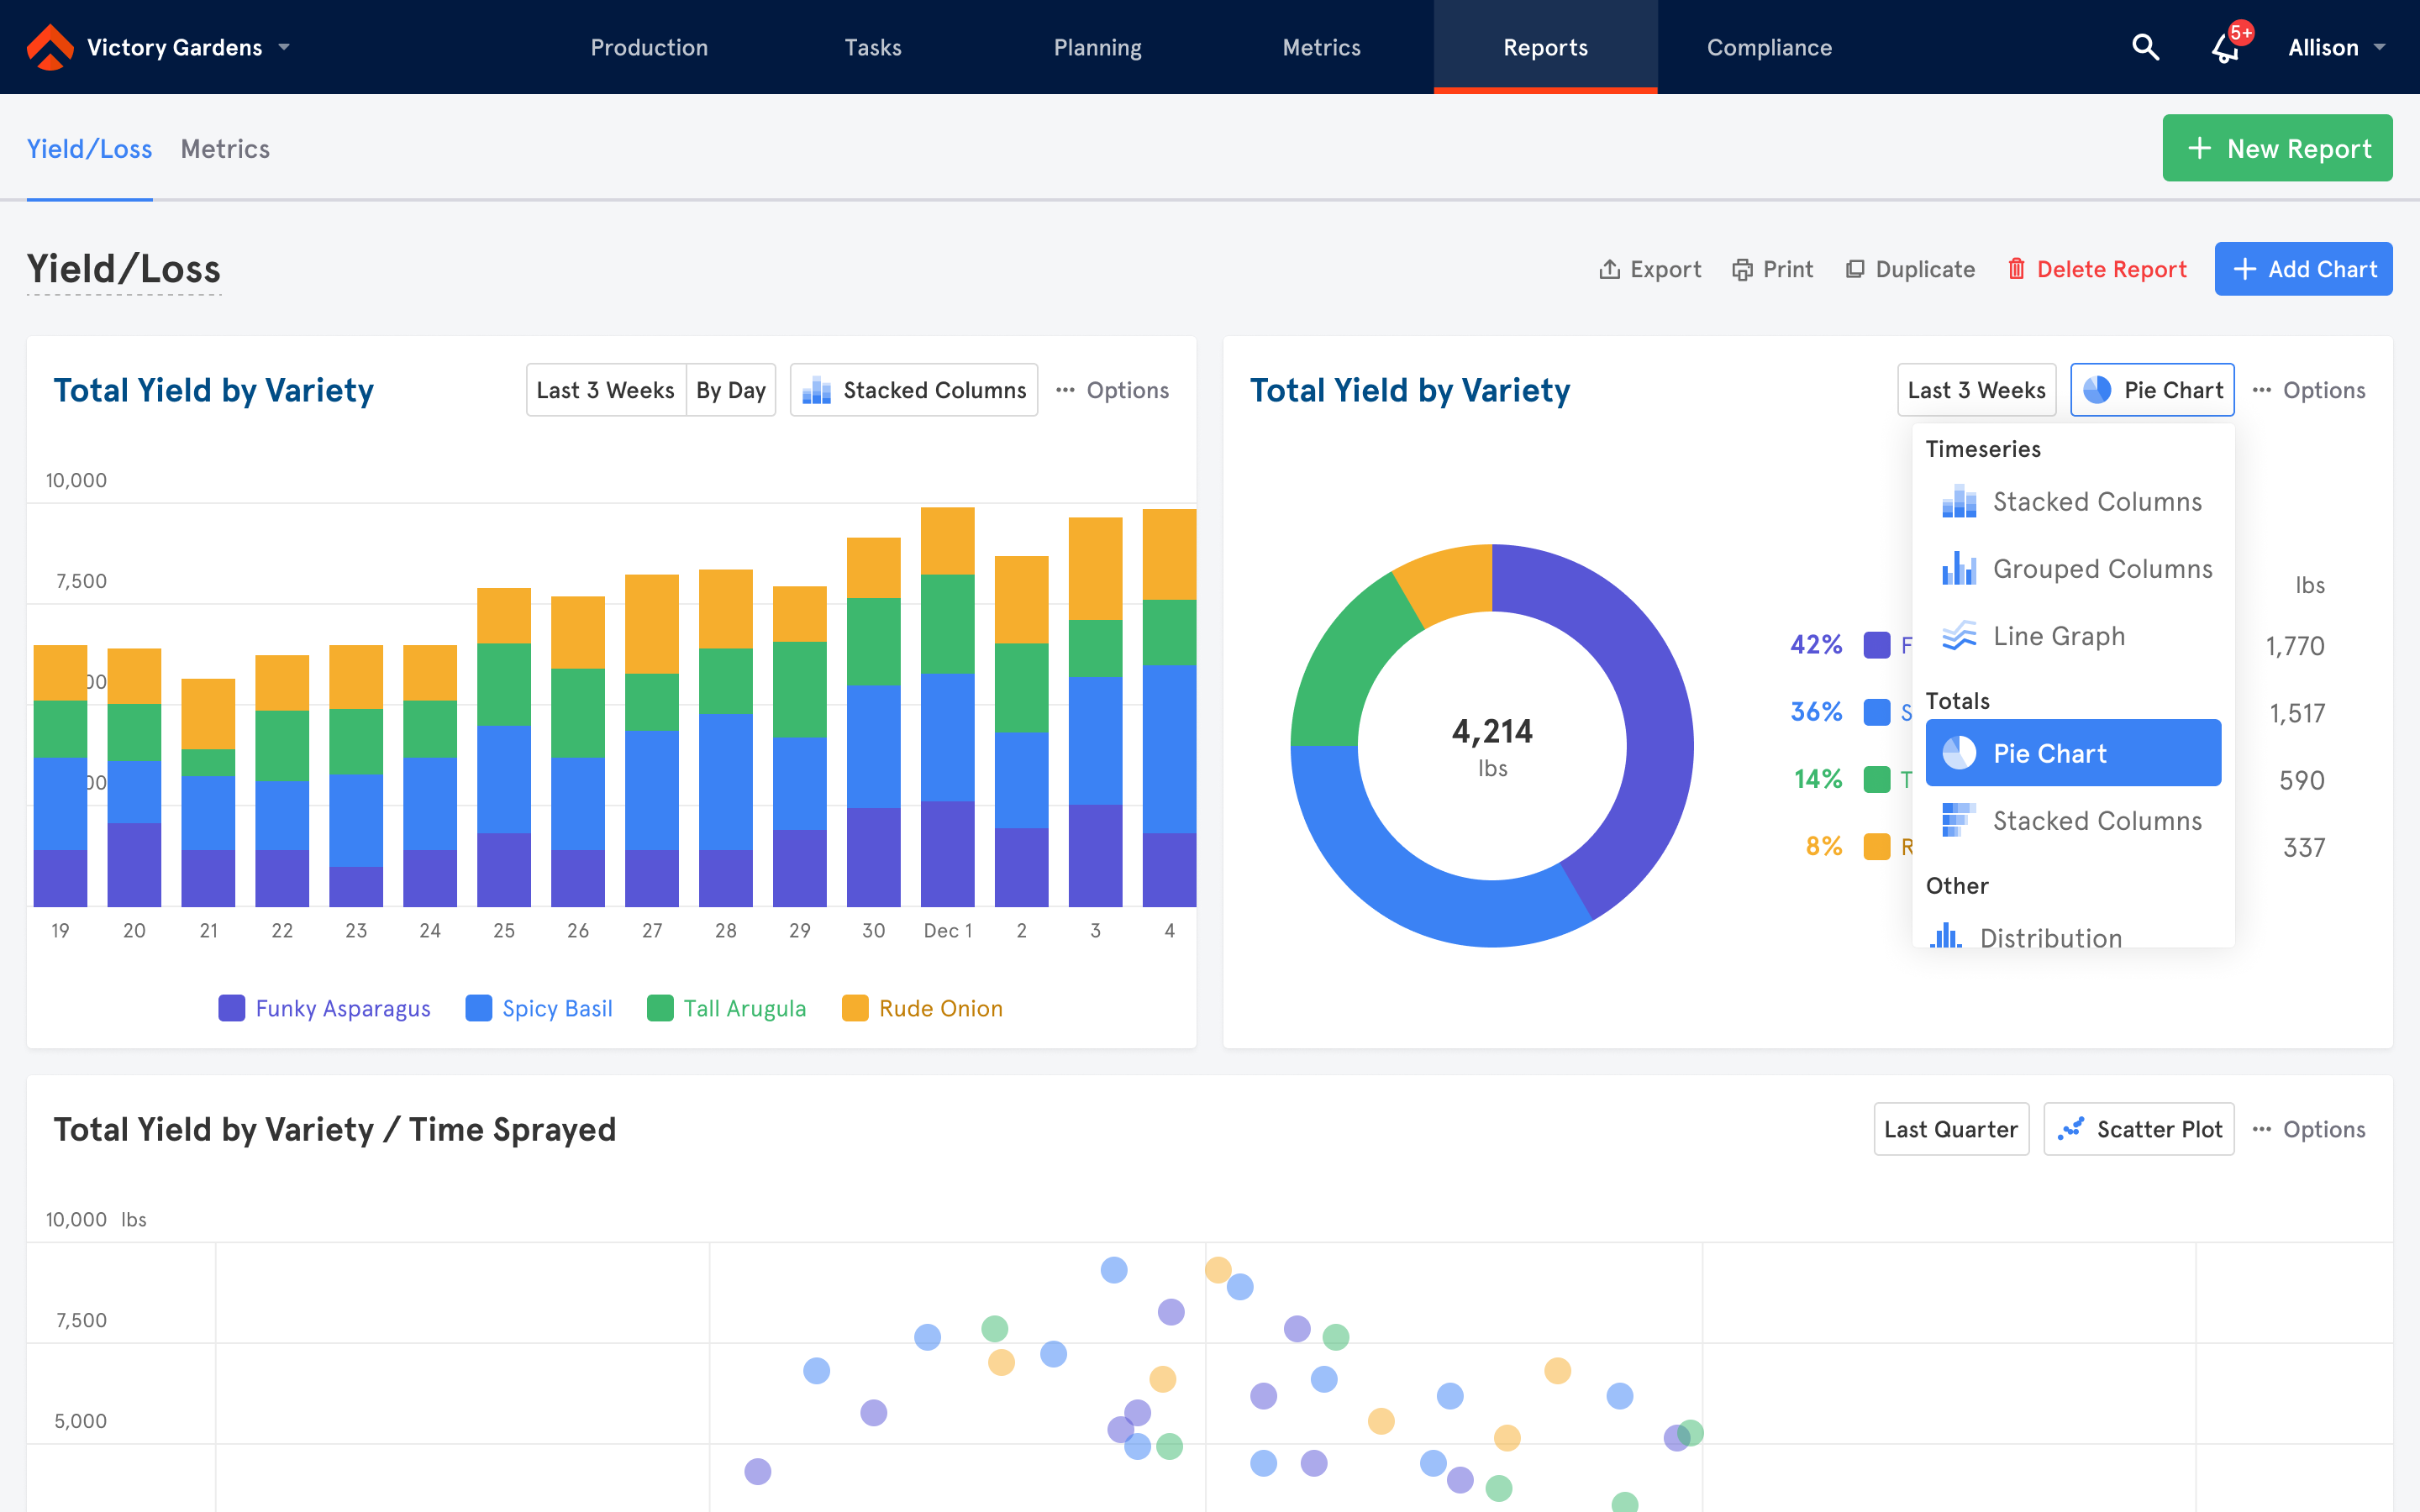 Victory Gardens
Production
Tasks
Planning
Metrics
Reports
Compliance
5+
Allison
Yield/Loss
Metrics
+ New Report
Yield/Loss
Export
Print
Duplicate
Delete Report
+ Add Chart
Total Yield by Variety
Last 3 Weeks
By Day
Stacked Columns
••• Options
10,000
7,500
00
00
19 20 21 22 23 24 25 26 27 28 29 30 Dec 1 2 3 4
Funky Asparagus
Spicy Basil
Tall Arugula
Rude Onion
Total Yield by Variety
Last 3 Weeks
Pie Chart
••• Options
4,214
lbs
lbs
42% F 1,770
36% S 1,517
14% T 590
8% R 337
Timeseries
Stacked Columns
Grouped Columns
Line Graph
Totals
Pie Chart
Stacked Columns
Other
Distribution
Total Yield by Variety / Time Sprayed
Last Quarter
Scatter Plot
••• Options
10,000 lbs
7,500
5,000